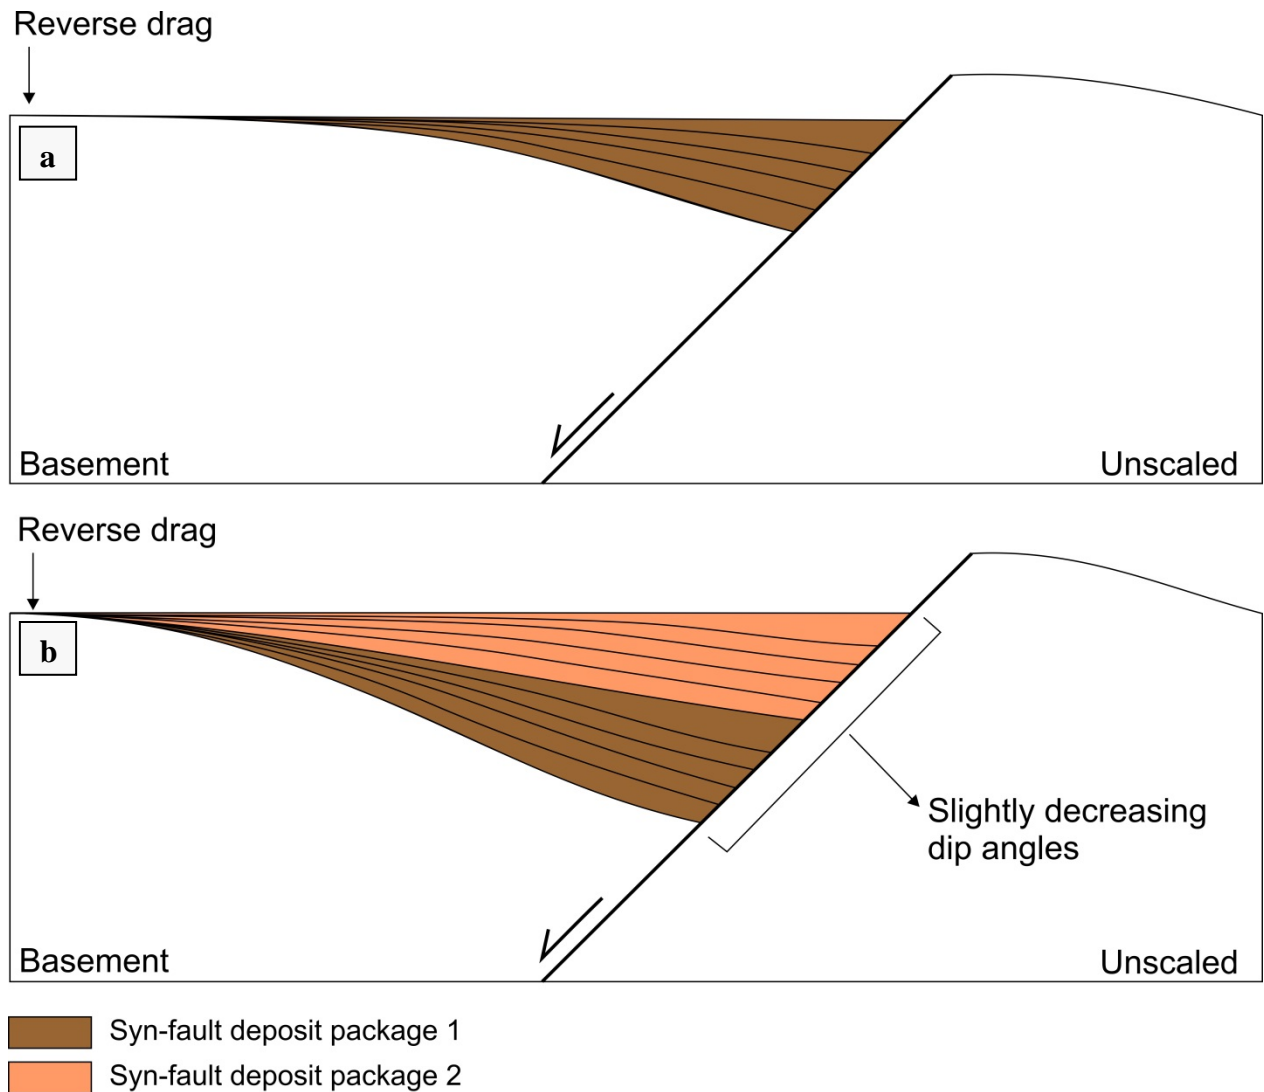 Reverse drag
a
Basement
Unscaled
Reverse drag
b
Slightly decreasing
dip angles
Basement
Unscaled
Syn-fault deposit package 1
Syn-fault deposit package 2